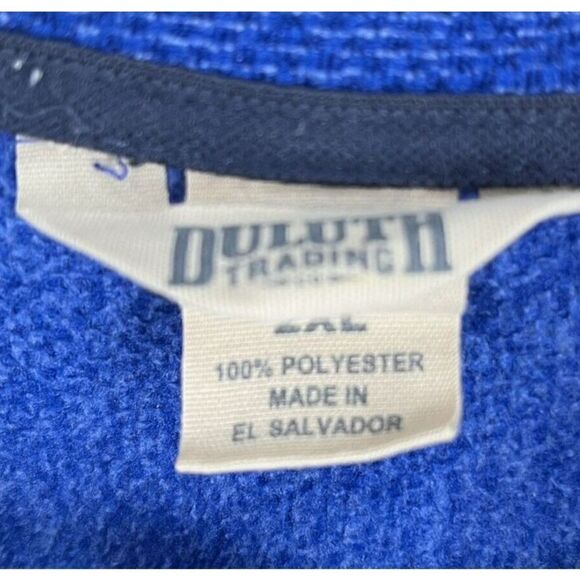 DULUTH
TRADING
2XL
100% POLYESTER
MADE IN
EL SALVADOR